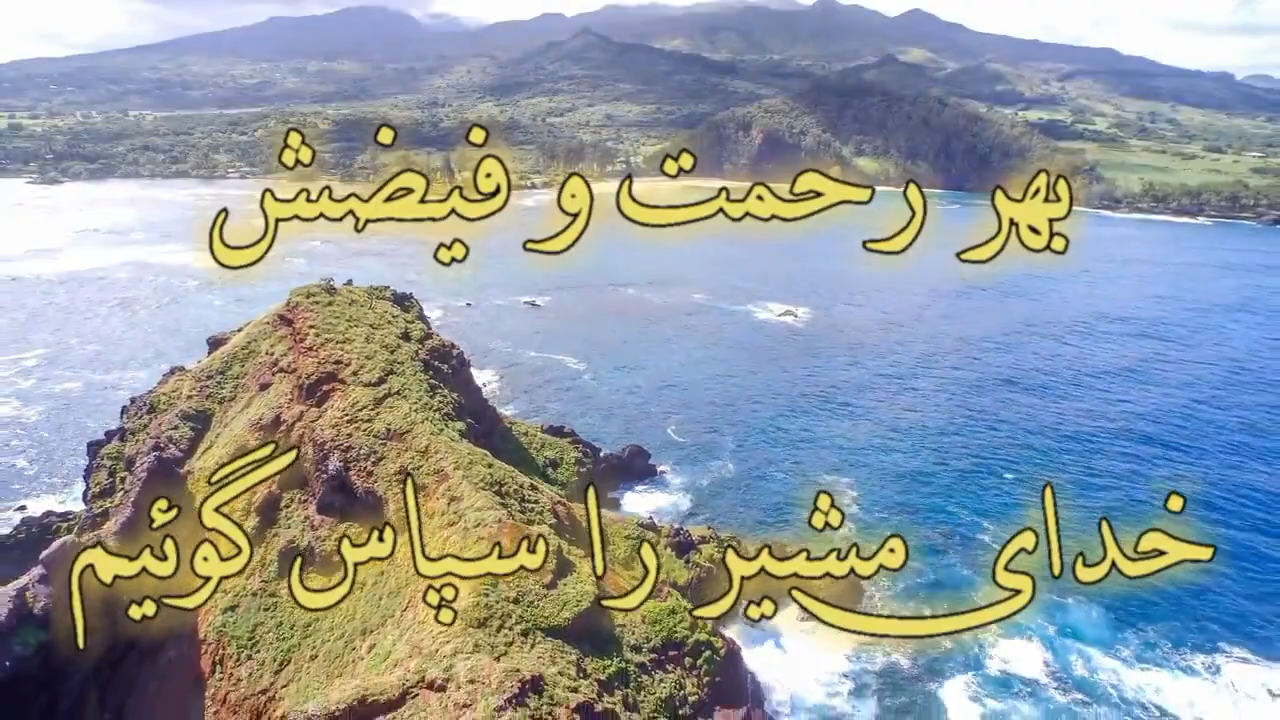 بهر رحمت و فیضش
خدای مشیر را سپاس گوئیم